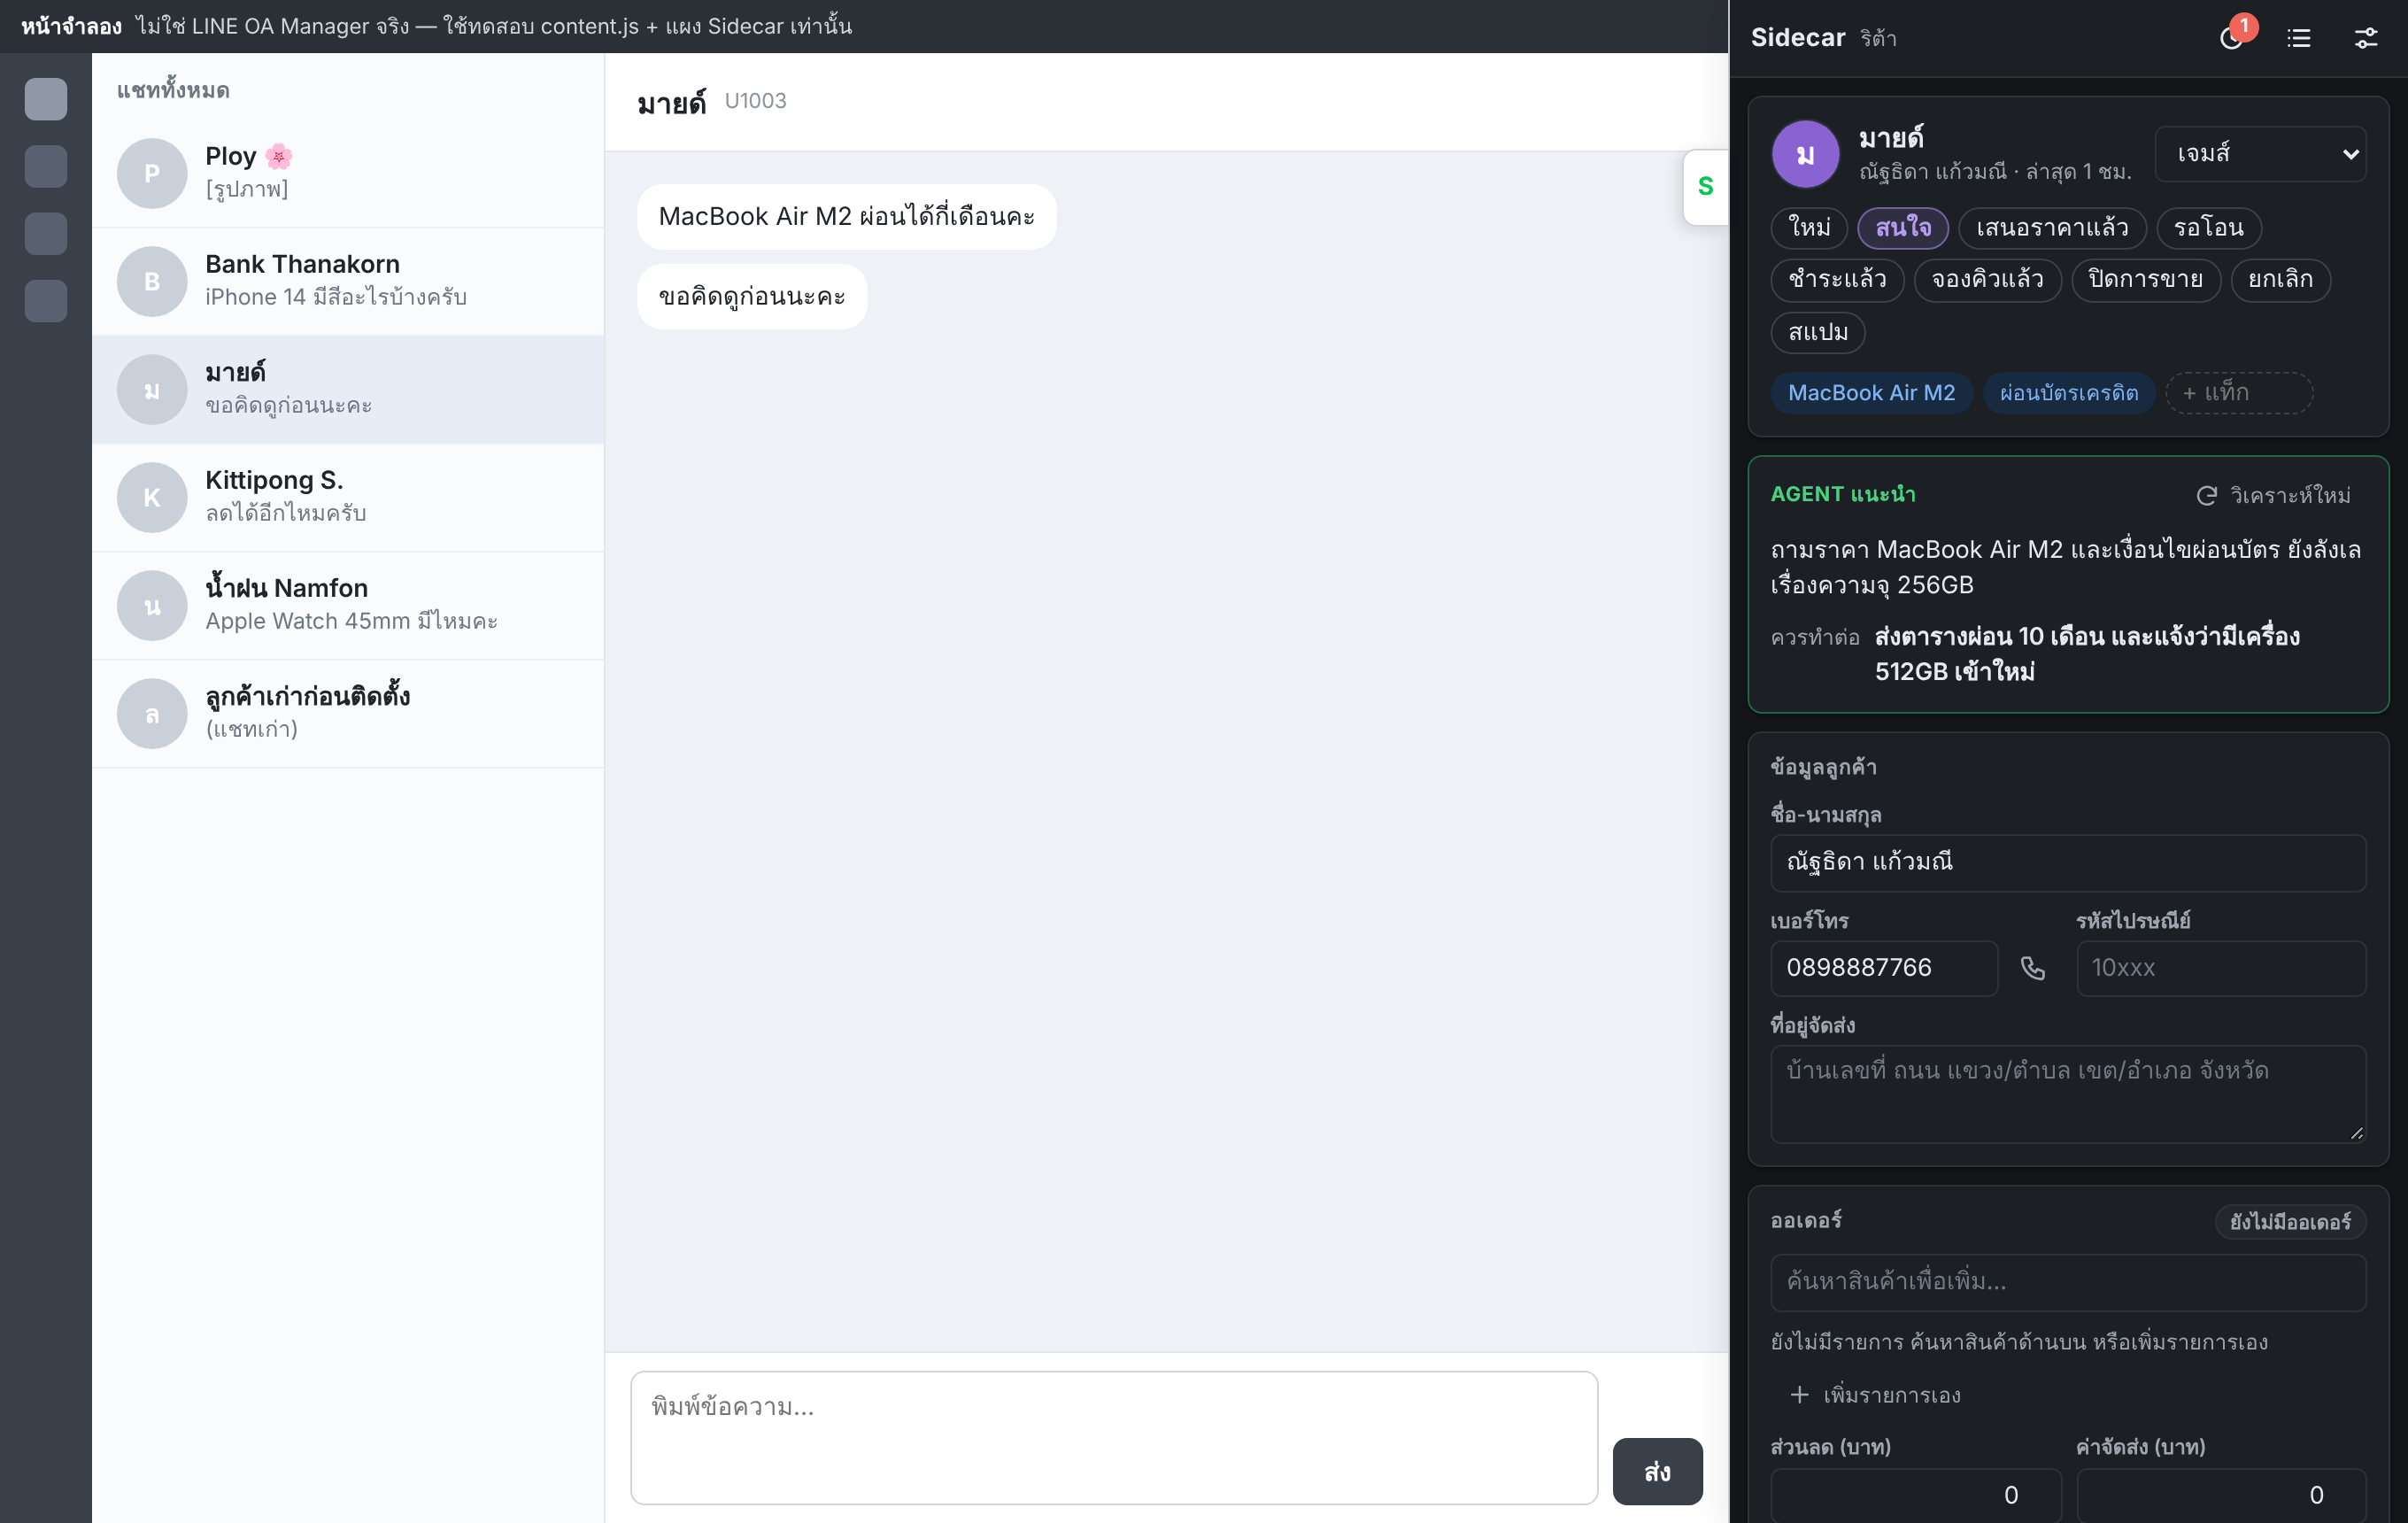 หน้าจำลอง ไม่ใช่ LINE OA Manager จริง — ใช้ทดสอบ content.js + แผง Sidecar เท่านั้น
แชททั้งหมด
P
Ploy 🌸
[รูปภาพ]
B
Bank Thanakorn
iPhone 14 มีสีอะไรบ้างครับ
ม
มายด์
ขอคิดดูก่อนนะคะ
K
Kittipong S.
ลดได้อีกไหมครับ
น
น้ำฝน Namfon
Apple Watch 45mm มีไหมคะ
ล
ลูกค้าเก่าก่อนติดตั้ง
(แชทเก่า)
มายด์ U1003
MacBook Air M2 ผ่อนได้กี่เดือนคะ
ขอคิดดูก่อนนะคะ
S
พิมพ์ข้อความ...
ส่ง
Sidecar ริต้า
1
ม
มายด์
ณัฐธิดา แก้วมณี · ล่าสุด 1 ชม.
เจมส์
ใหม่ สนใจ เสนอราคาแล้ว รอโอน
ชำระแล้ว จองคิวแล้ว ปิดการขาย ยกเลิก
สแปม
MacBook Air M2 ผ่อนบัตรเครดิต + แท็ก
AGENT แนะนำ วิเคราะห์ใหม่
ถามราคา MacBook Air M2 และเงื่อนไขผ่อนบัตร ยังลังเล
เรื่องความจุ 256GB
ควรทำต่อ ส่งตารางผ่อน 10 เดือน และแจ้งว่ามีเครื่อง
512GB เข้าใหม่
ข้อมูลลูกค้า
ชื่อ-นามสกุล
ณัฐธิดา แก้วมณี
เบอร์โทร รหัสไปรษณีย์
0898887766 10xxx
ที่อยู่จัดส่ง
บ้านเลขที่ ถนน แขวง/ตำบล เขต/อำเภอ จังหวัด
ออเดอร์ ยังไม่มีออเดอร์
ค้นหาสินค้าเพื่อเพิ่ม...
ยังไม่มีรายการ ค้นหาสินค้าด้านบน หรือเพิ่มรายการเอง
+ เพิ่มรายการเอง
ส่วนลด (บาท) ค่าจัดส่ง (บาท)
0 0